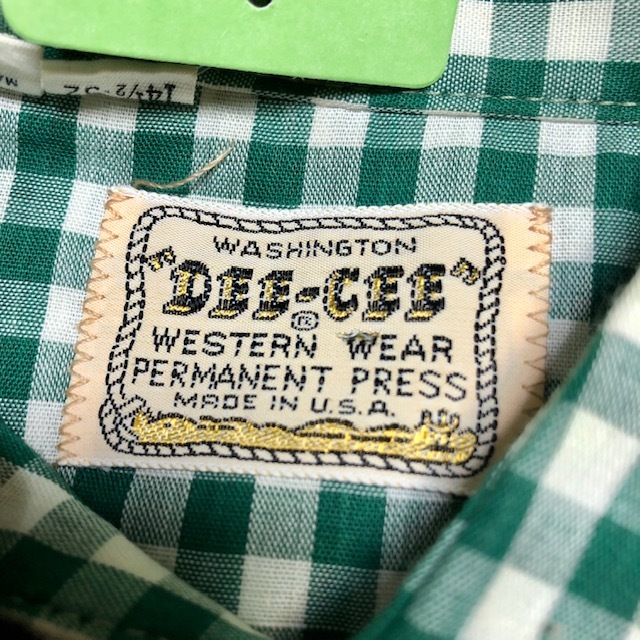 14½-32
WASHINGTON
"DEE-CEE"
®
WESTERN WEAR
PERMANENT PRESS
MADE IN U.S.A.